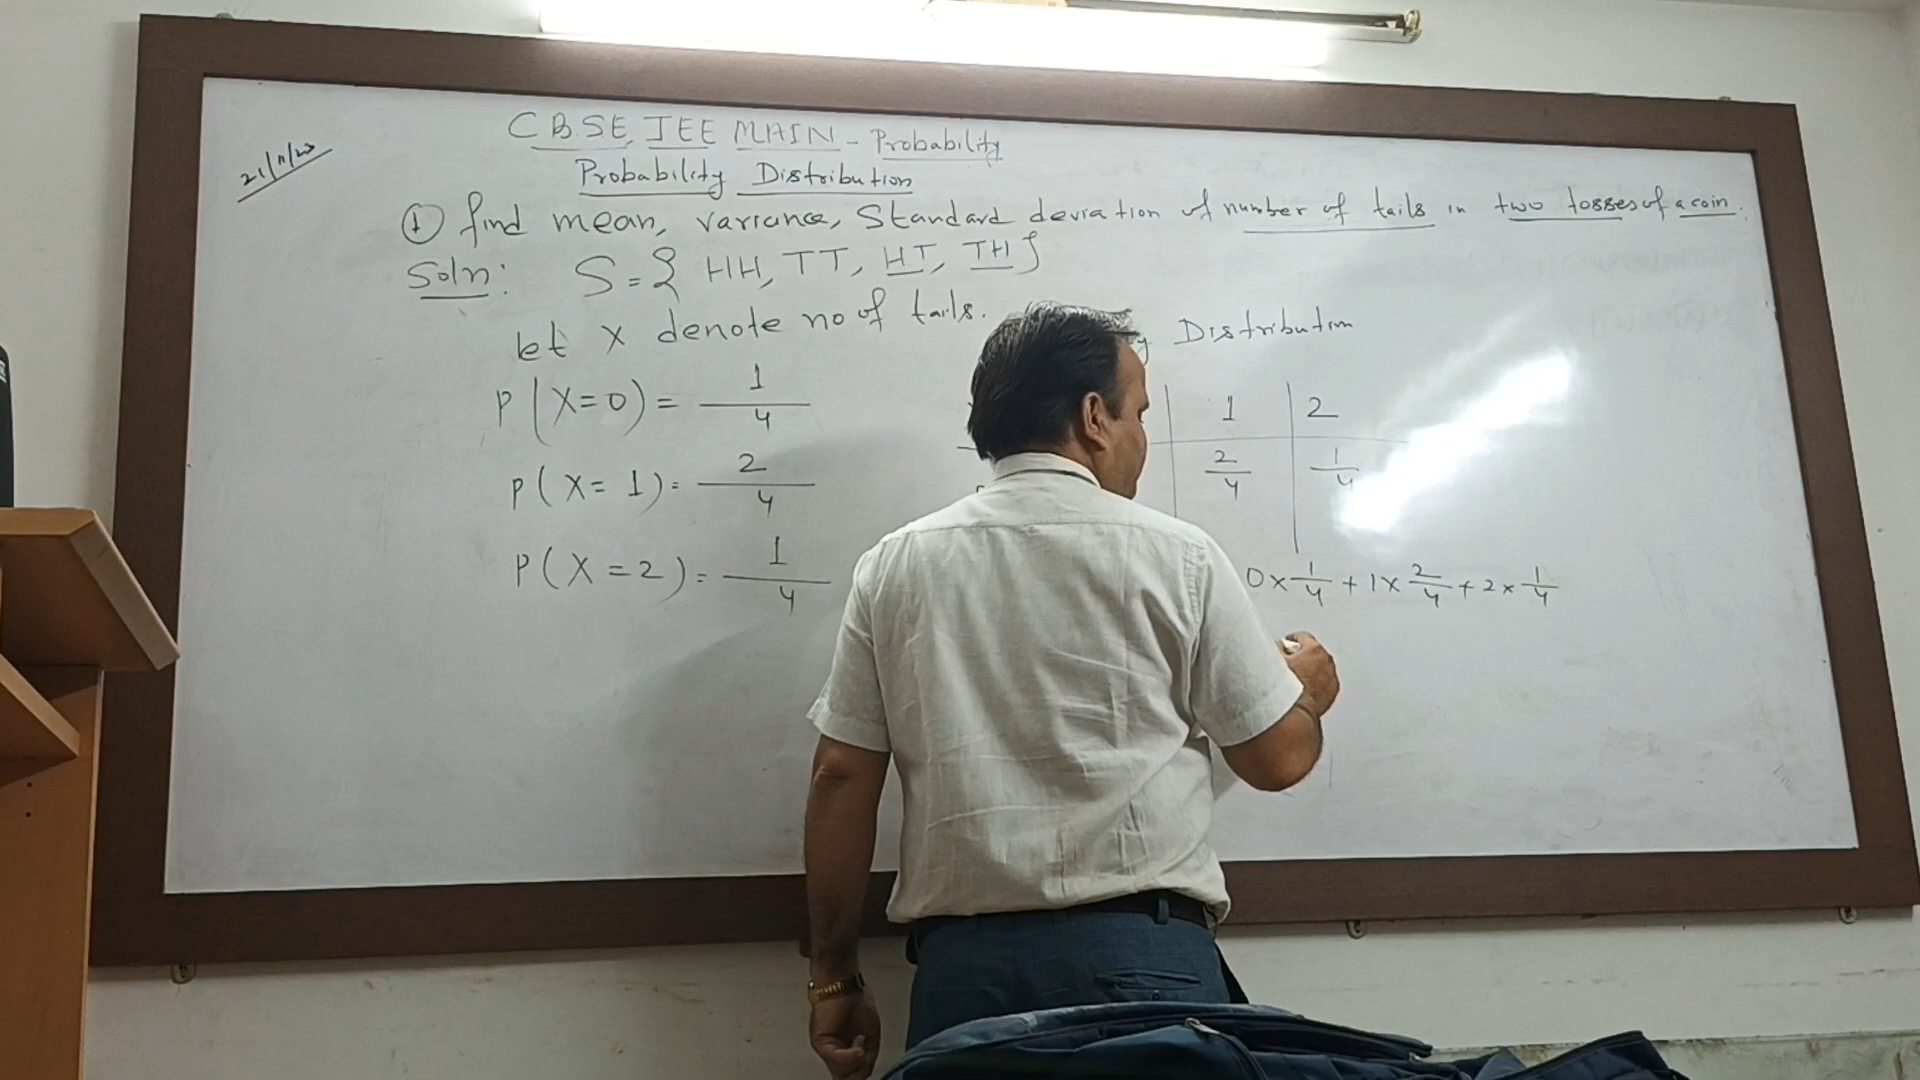 21/11/23
CBSE, JEE MAIN - Probability
Probability Distribution
① find mean, variance, Standard deviation of number of tails in two tosses of a coin.
Soln: S = { HH, TT, HT, TH }
let X denote no of tails.
P(X=0) = 1/4
P(X=1) = 2/4
P(X=2) = 1/4
Distribution
1 2
2/4 1/4
0 × 1/4 + 1 × 2/4 + 2 × 1/4